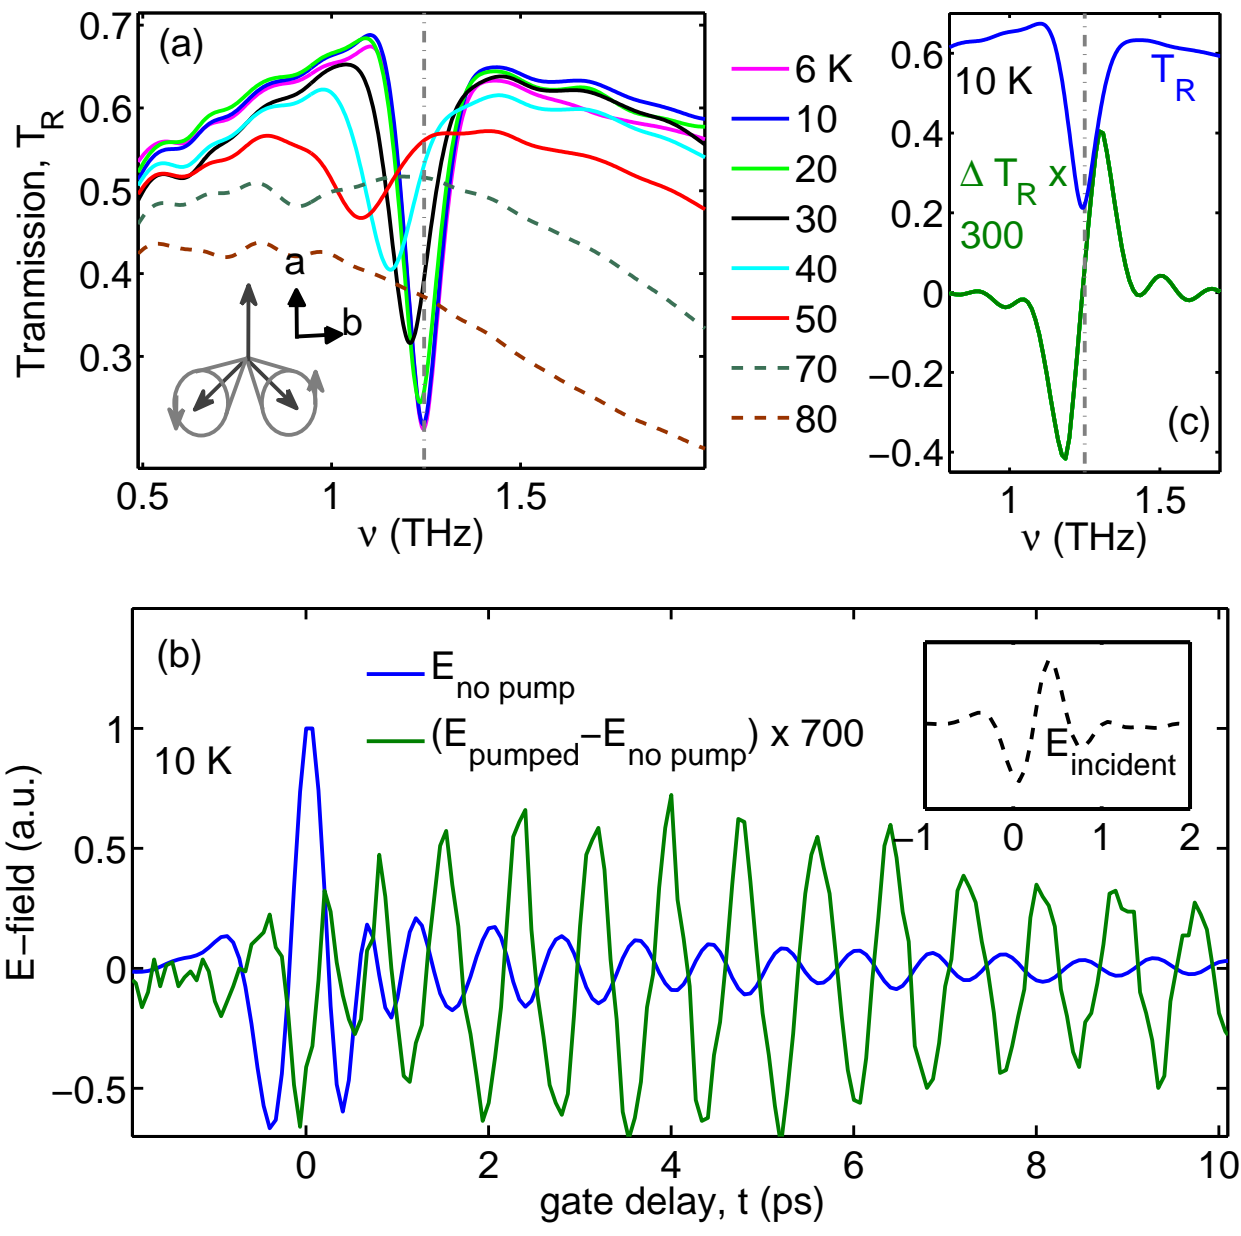 (a)
Tranmission, T_R
0.7
0.6
0.5
0.4
0.3
a
b
0.5
1
1.5
ν (THz)
6 K
10
20
30
40
50
70
80
0.6
0.4
0.2
0
−0.2
−0.4
10 K
T_R
Δ T_R x
300
(c)
1
1.5
ν (THz)
(b)
E_no pump
(E_pumped−E_no pump) x 700
10 K
E_incident
−1
0
1
2
E−field (a.u.)
1
0.5
0
−0.5
0
2
4
6
8
10
gate delay, t (ps)